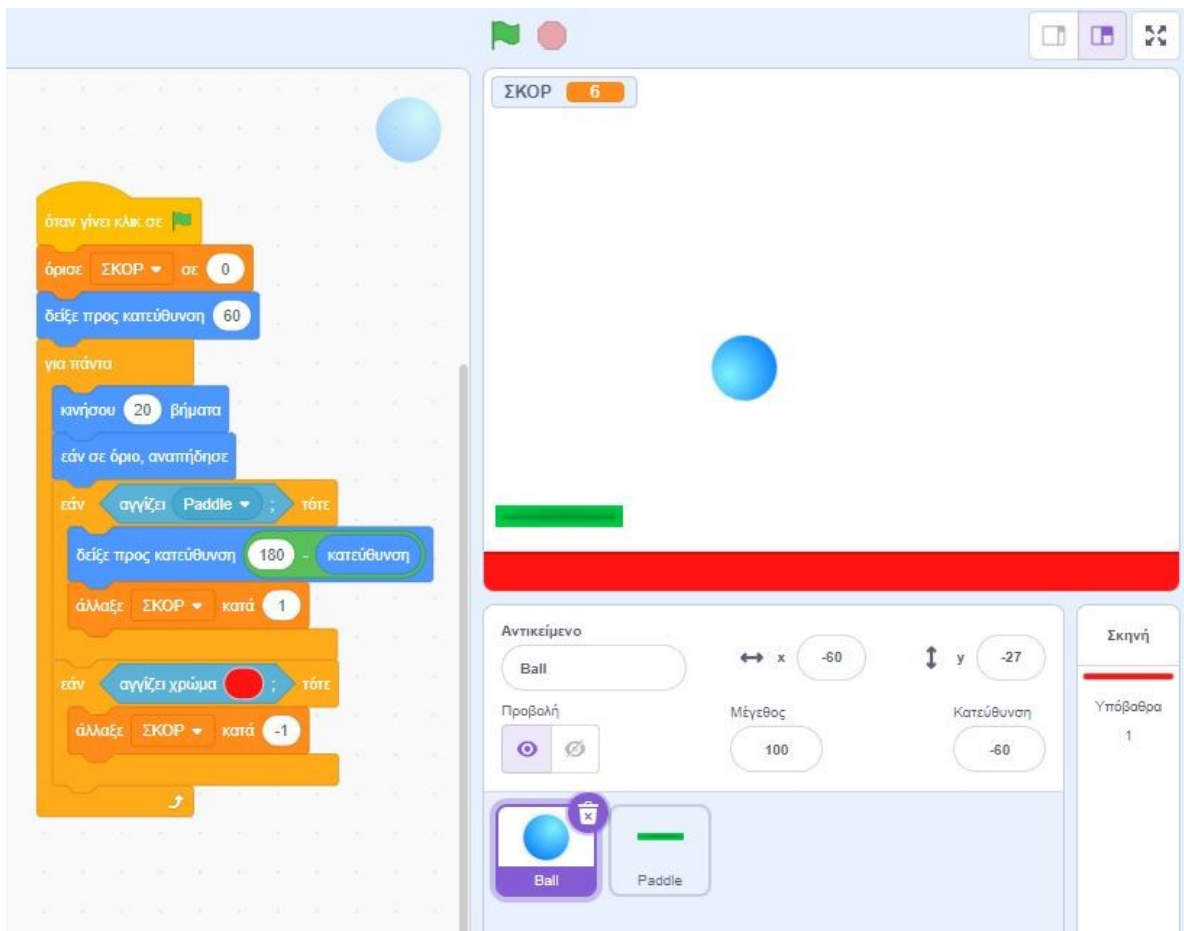 όταν γίνει κλικ σε
όρισε ΣΚΟΡ σε 0
δείξε προς κατεύθυνση 60
για πάντα
κινήσου 20 βήματα
εάν σε όριο, αναπήδησε
εάν αγγίζει Paddle ; τότε
δείξε προς κατεύθυνση 180 - κατεύθυνση
άλλαξε ΣΚΟΡ κατά 1
εάν αγγίζει χρώμα ; τότε
άλλαξε ΣΚΟΡ κατά -1
ΣΚΟΡ 6
Αντικείμενο
Ball
x -60
y -27
Προβολή
Μέγεθος
100
Κατεύθυνση
-60
Ball
Paddle
Σκηνή
Υπόβαθρα
1